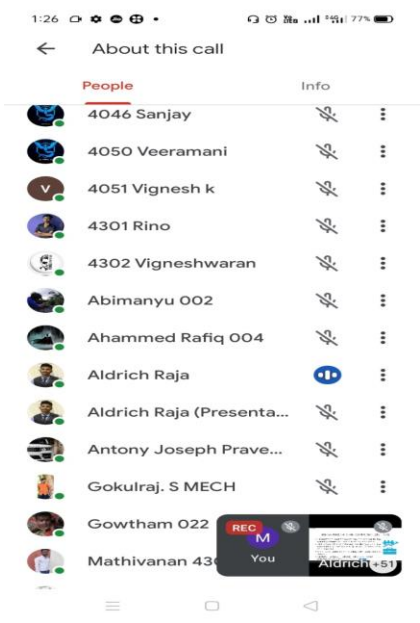 1:26
77%
About this call
People
Info
4046 Sanjay
4050 Veeramani
V
4051 Vignesh k
4301 Rino
4302 Vigneshwaran
Abimanyu 002
Ahammed Rafiq 004
Aldrich Raja
Aldrich Raja (Presenta...
Antony Joseph Prave...
Gokulraj. S MECH
Gowtham 022
REC
M
You
Mathivanan 430
Aldrich +51